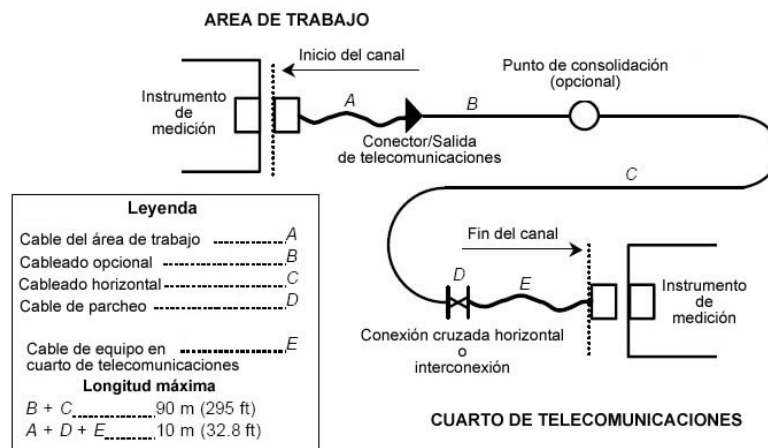 AREA DE TRABAJO
Inicio del canal
Punto de consolidación
(opcional)
Instrumento
de
medición
A
B
Conector/Salida
de telecomunicaciones
C
Leyenda
Cable del área de trabajo ............... A
Cableado opcional ............... B
Cableado horizontal ............... C
Cable de parcheo ............... D
Cable de equipo en ............... E
cuarto de telecomunicaciones
Longitud máxima
B + C ............... 90 m (295 ft)
A + D + E ............... 10 m (32.8 ft)
Fin del canal
D
E
Instrumento
de
medición
Conexión cruzada horizontal
o
interconexión
CUARTO DE TELECOMUNICACIONES